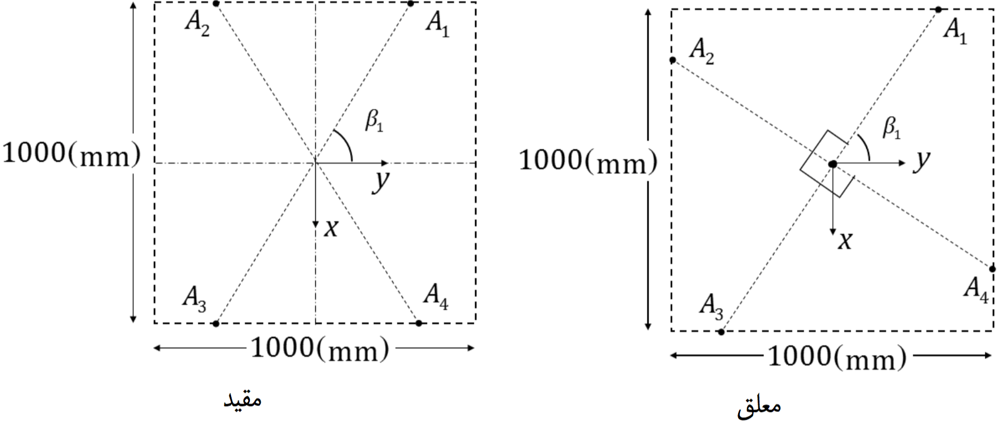 A₂ A₁
β₁
1000(mm)
y
x
A₃ A₄
1000(mm)
مقيد
A₁
A₂
β₁
1000(mm)
y
x
A₄
A₃
1000(mm)
معلق